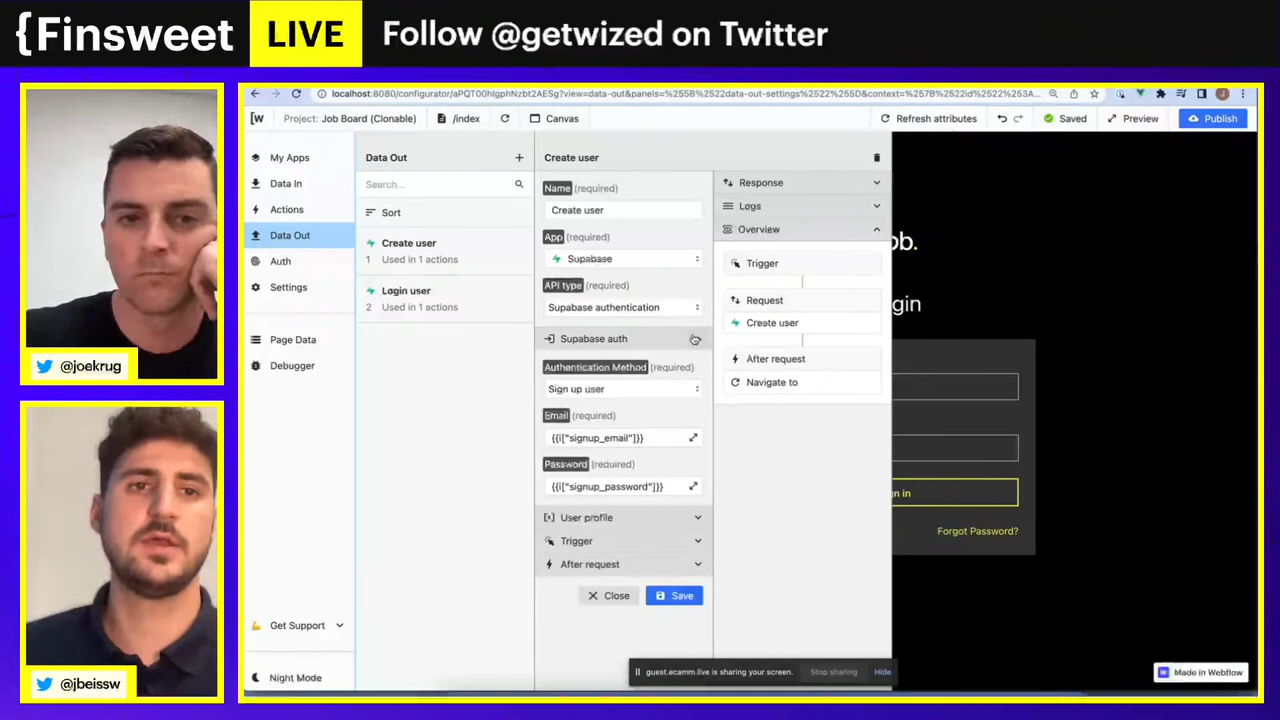 {Finsweet
LIVE
Follow @getwized on Twitter
@joekrug
@jbeissw
localhost:8080/configurator/aPQT00hIgphNzbt2AESg?view=data-out&panels=%255B%2522data-out-settings%2522%255D&context=%257B%2522id%2522%253A...
[W
Project: Job Board (Clonable)
/index
Canvas
Refresh attributes
Saved
Preview
Publish
My Apps
Data In
Actions
Data Out
Auth
Settings
Page Data
Debugger
Get Support
Night Mode
Data Out
Search...
Sort
Create user
1 Used in 1 actions
Login user
2 Used in 1 actions
Create user
Name (required)
Create user
App (required)
Supabase
API type (required)
Supabase authentication
Supabase auth
Authentication Method (required)
Sign up user
Email (required)
{{i["signup_email"]}}
Password (required)
{{i["signup_password"]}}
User profile
Trigger
After request
Close
Save
Response
Logs
Overview
Trigger
Request
Create user
After request
Navigate to
ob.
gin
n in
Forgot Password?
guest.ecamm.live is sharing your screen.
Stop sharing
Hide
Made in Webflow